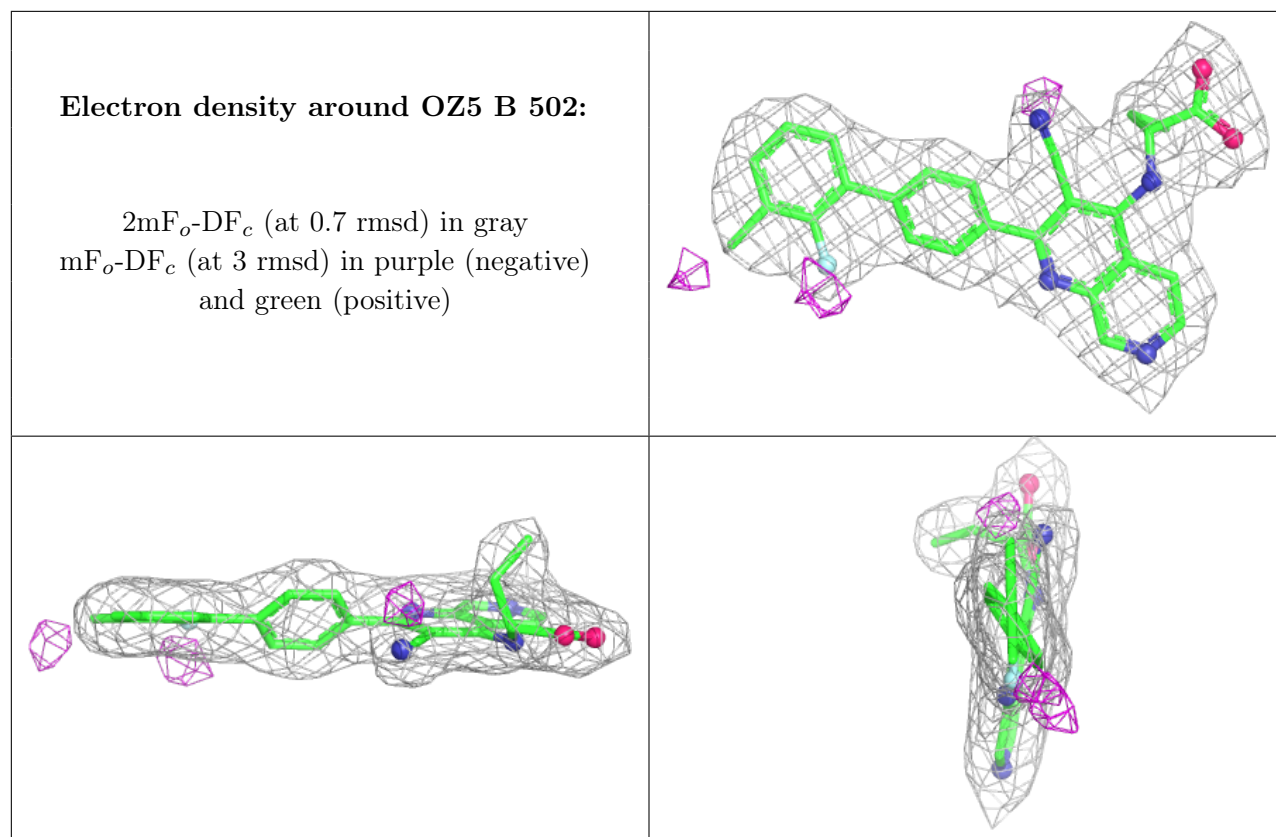 Electron density around OZ5 B 502:
2mFₒ-DF𝒸 (at 0.7 rmsd) in gray
mFₒ-DF𝒸 (at 3 rmsd) in purple (negative)
and green (positive)